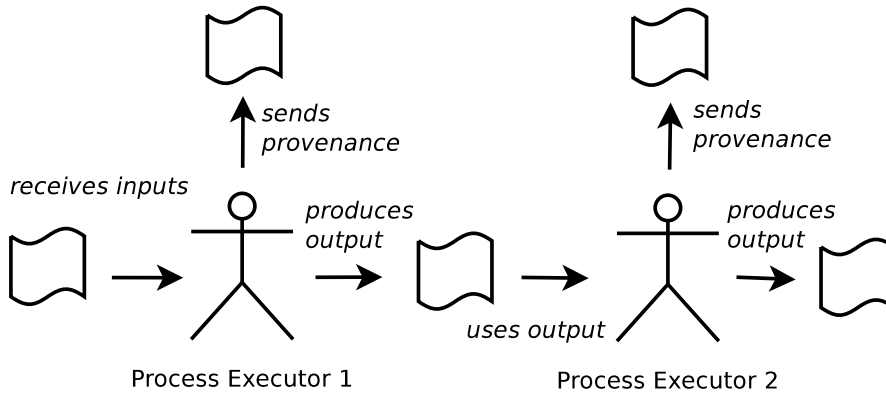 sends
provenance
sends
provenance
receives inputs
produces
output
produces
output
uses output
Process Executor 1
Process Executor 2